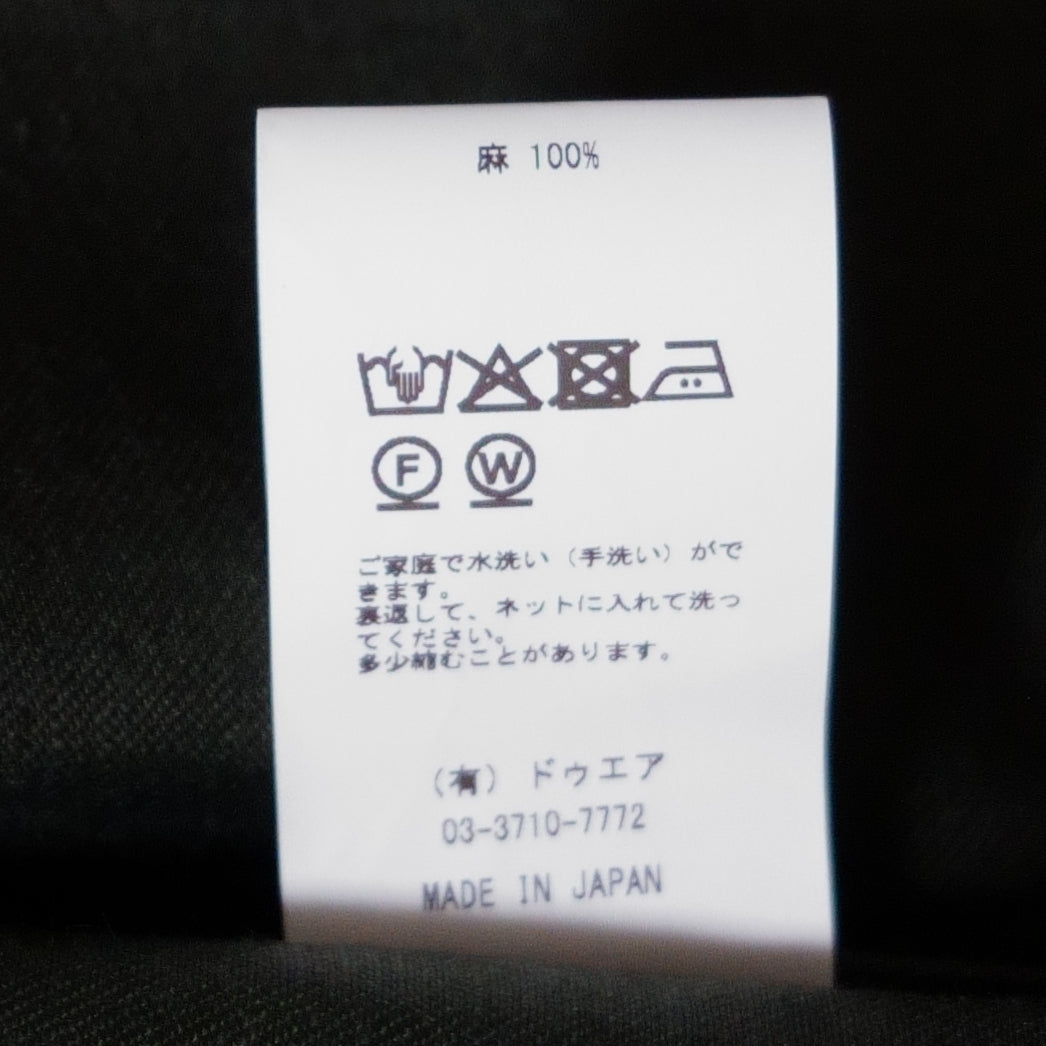 麻 100%
F W
ご家庭で水洗い（手洗い）がで
きます。
裏返して、ネットに入れて洗っ
てください。
多少縮むことがあります。
（有）ドゥエア
03-3710-7772
MADE IN JAPAN